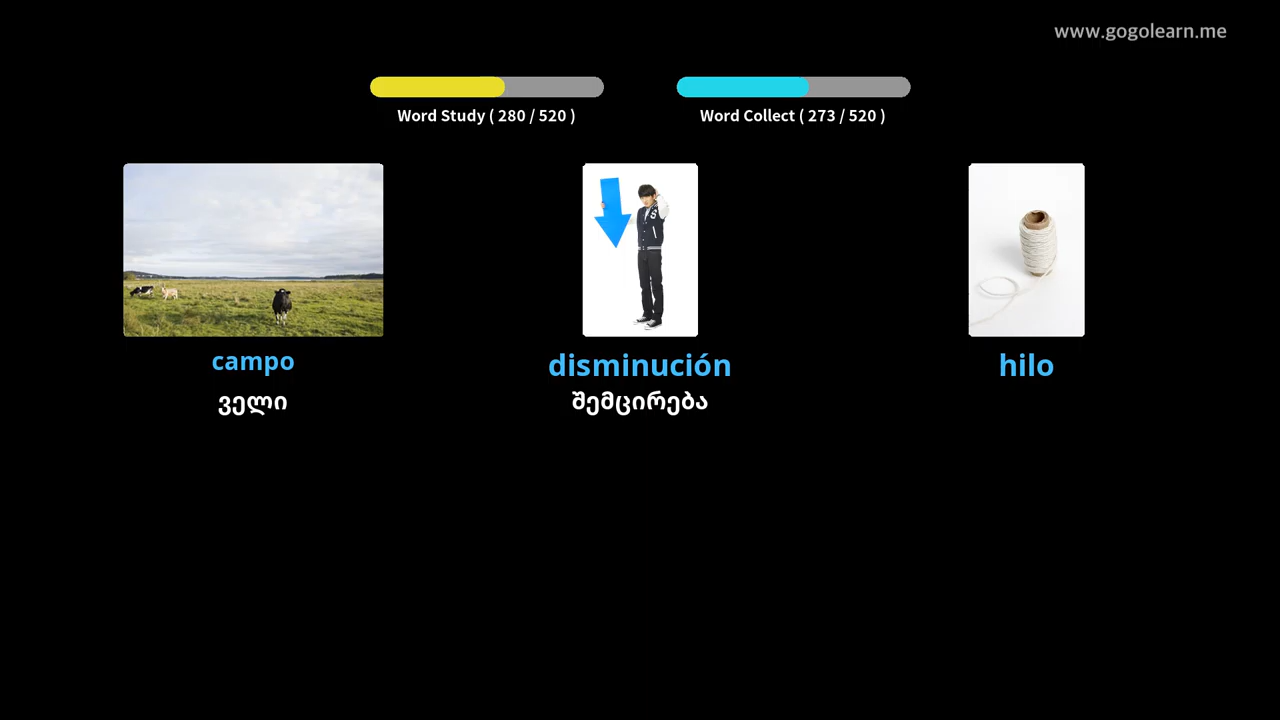 www.gogolearn.me
Word Study ( 280 / 520 )
Word Collect ( 273 / 520 )
campo
ველი
disminución
შემცირება
hilo